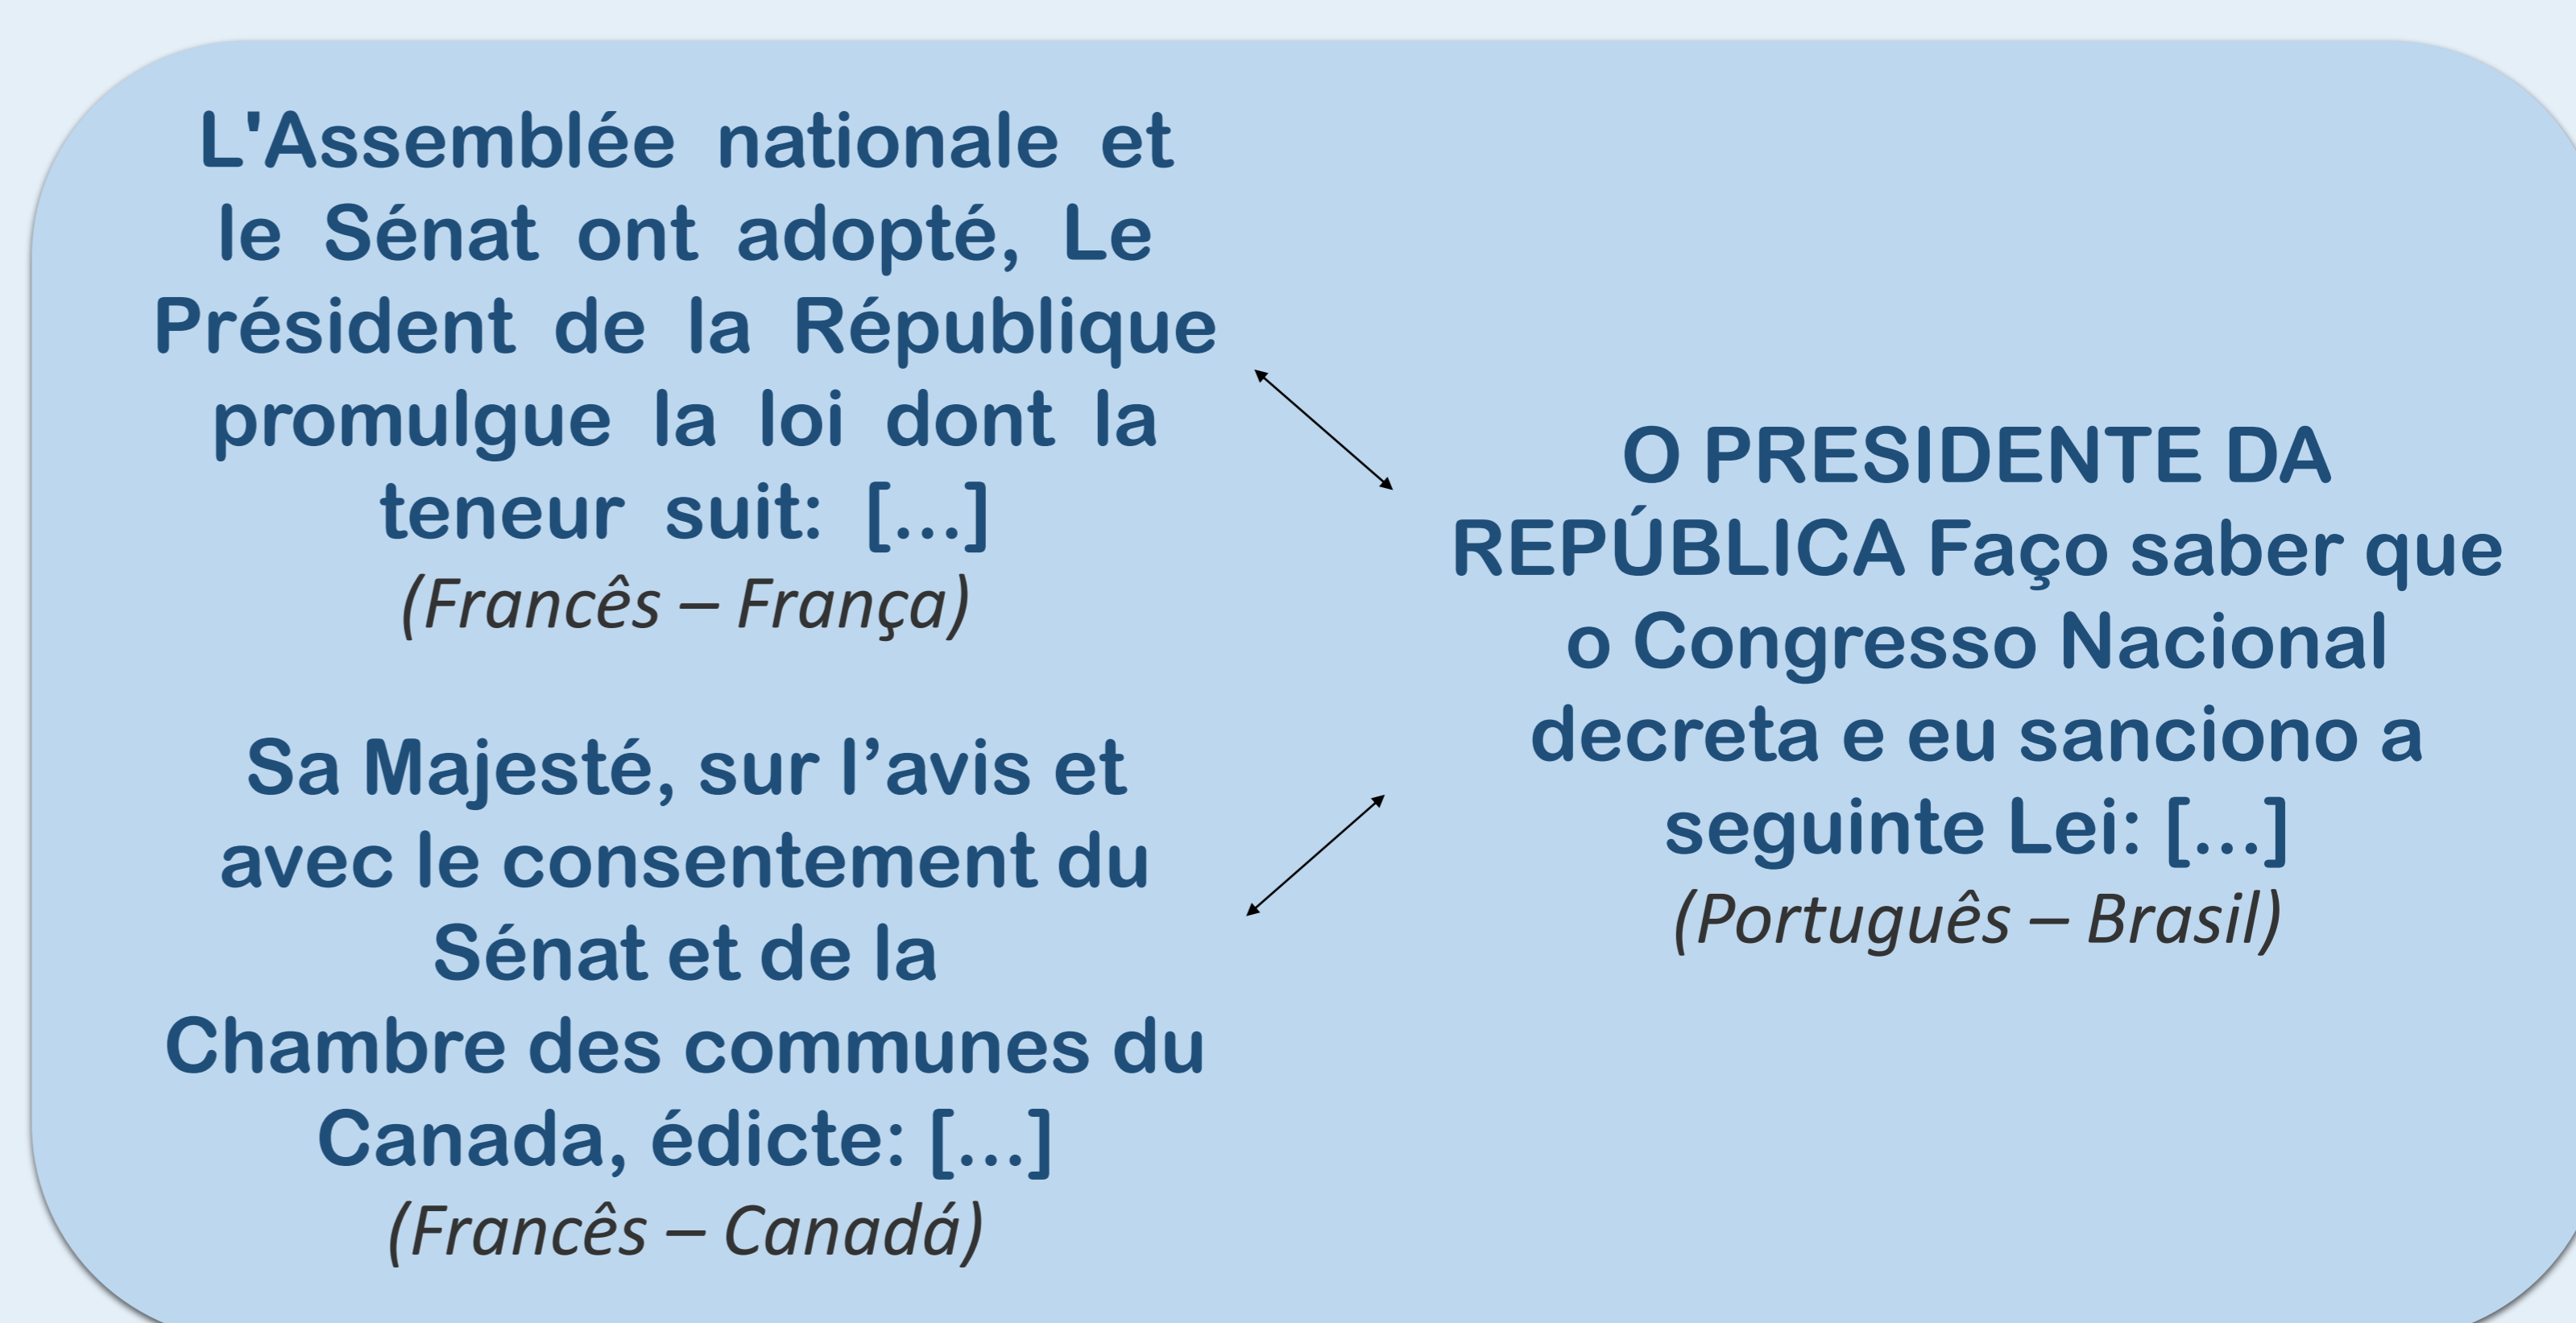 L'Assemblée nationale et
le Sénat ont adopté, Le
Président de la République
promulgue la loi dont la
teneur suit: [...]
(Francês – França)
Sa Majesté, sur l’avis et
avec le consentement du
Sénat et de la
Chambre des communes du
Canada, édicte: [...]
(Francês – Canadá)
O PRESIDENTE DA
REPÚBLICA Faço saber que
o Congresso Nacional
decreta e eu sanciono a
seguinte Lei: [...]
(Português – Brasil)